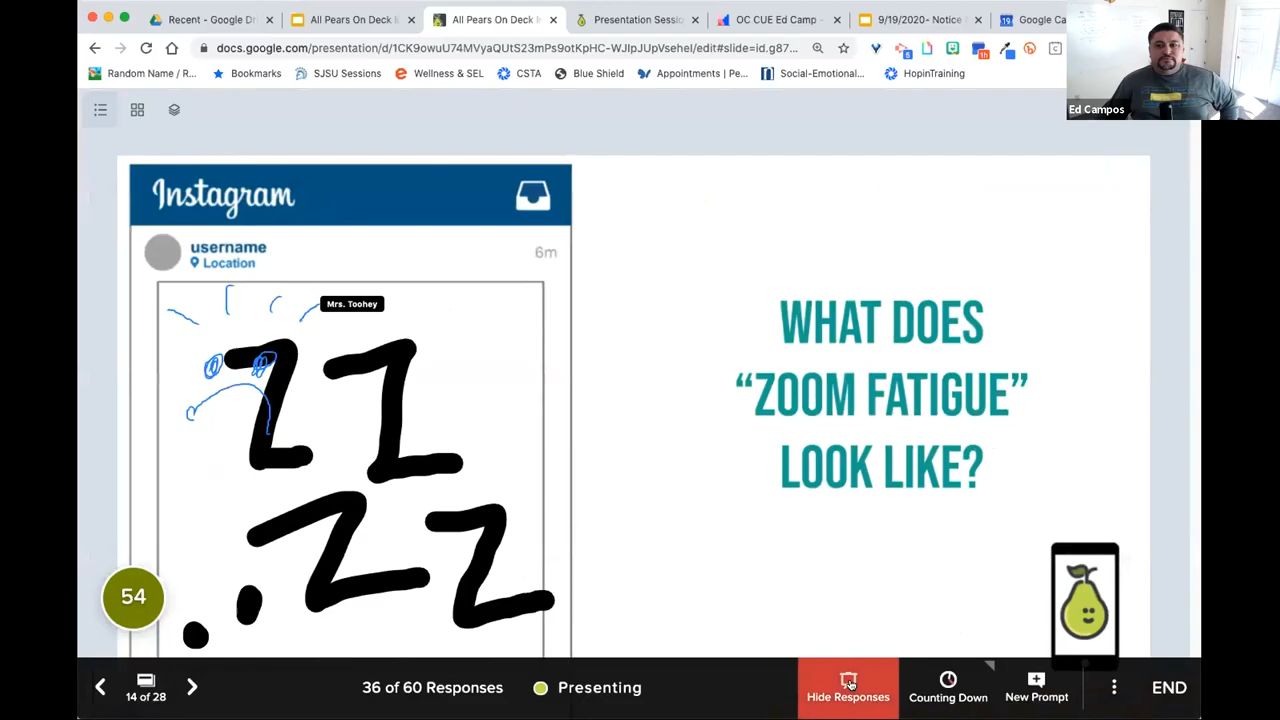 Recent - Google Dr
All Pears On Deck I
All Pears On Deck I
Presentation Sessio
OC CUE Ed Camp -
9/19/2020- Notice
Google Ca
docs.google.com/presentation/d/1CK9owuU74MVyaQUtS23mPs9otKpHC-WJIpJUpVseheI/edit#slide=id.g87...
Random Name / R...
Bookmarks
SJSU Sessions
Wellness & SEL
CSTA
Blue Shield
Appointments | Pe...
Social-Emotional...
HopinTraining
Ed Campos
Instagram
username
Location
6m
Mrs. Toohey
ZZ
..ZZ
WHAT DOES
“ZOOM FATIGUE”
LOOK LIKE?
54
14 of 28
36 of 60 Responses
Presenting
Hide Responses
Counting Down
New Prompt
END